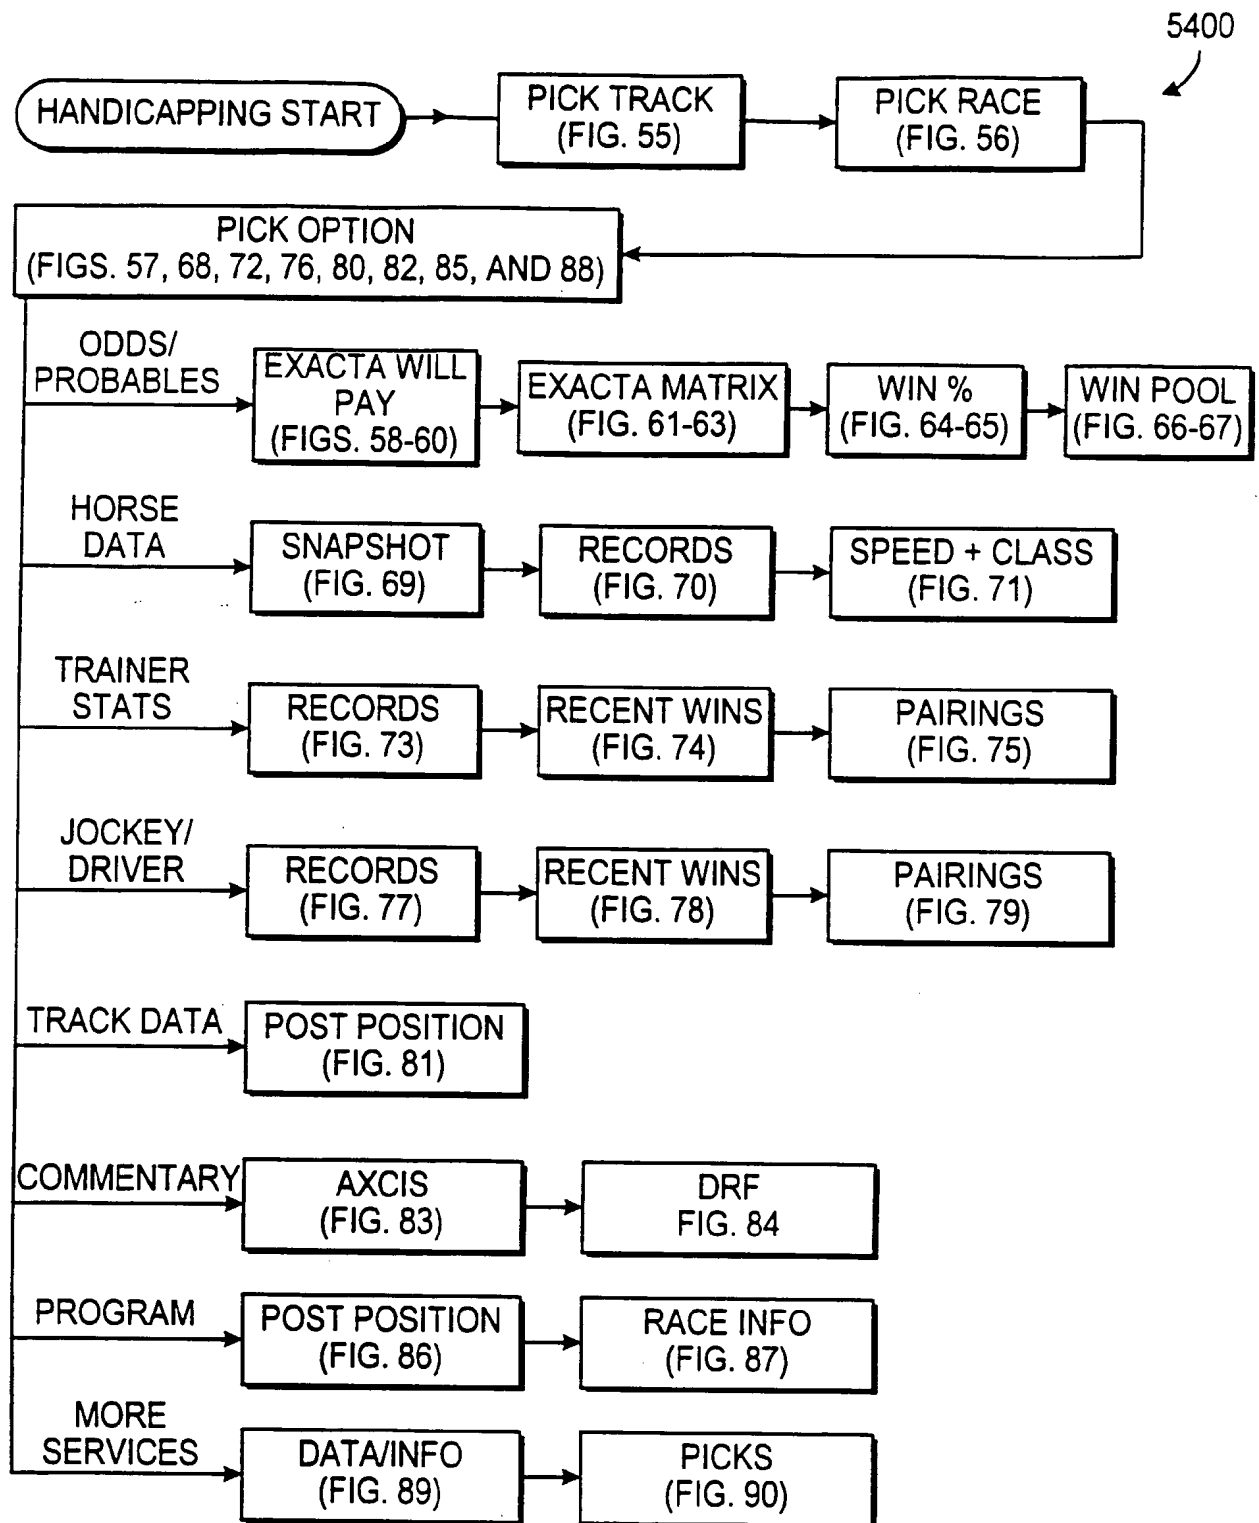 5400
HANDICAPPING START
PICK TRACK
(FIG. 55)
PICK RACE
(FIG. 56)
PICK OPTION
(FIGS. 57, 68, 72, 76, 80, 82, 85, AND 88)
ODDS/
PROBABLES
EXACTA WILL
PAY
(FIGS. 58-60)
EXACTA MATRIX
(FIG. 61-63)
WIN %
(FIG. 64-65)
WIN POOL
(FIG. 66-67)
HORSE
DATA
SNAPSHOT
(FIG. 69)
RECORDS
(FIG. 70)
SPEED + CLASS
(FIG. 71)
TRAINER
STATS
RECORDS
(FIG. 73)
RECENT WINS
(FIG. 74)
PAIRINGS
(FIG. 75)
JOCKEY/
DRIVER
RECORDS
(FIG. 77)
RECENT WINS
(FIG. 78)
PAIRINGS
(FIG. 79)
TRACK DATA
POST POSITION
(FIG. 81)
COMMENTARY
AXCIS
(FIG. 83)
DRF
FIG. 84
PROGRAM
POST POSITION
(FIG. 86)
RACE INFO
(FIG. 87)
MORE
SERVICES
DATA/INFO
(FIG. 89)
PICKS
(FIG. 90)